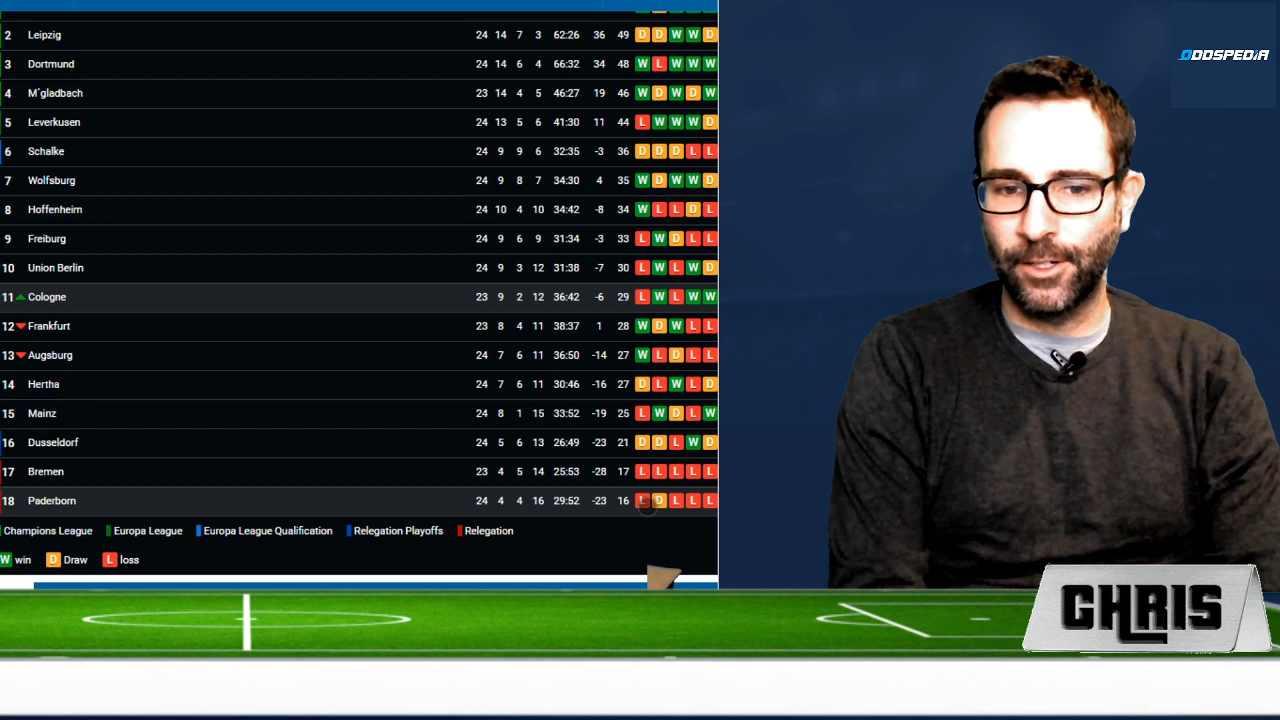 2 Leipzig 24 14 7 3 62:26 36 49 D D W W D
3 Dortmund 24 14 6 4 66:32 34 48 W L W W W
4 M´gladbach 23 14 4 5 46:27 19 46 W D W D W
5 Leverkusen 24 13 5 6 41:30 11 44 L W W W D
6 Schalke 24 9 9 6 32:35 -3 36 D D D L L
7 Wolfsburg 24 9 8 7 34:30 4 35 W D W W D
8 Hoffenheim 24 10 4 10 34:42 -8 34 W L L D L
9 Freiburg 24 9 6 9 31:34 -3 33 L W D L L
10 Union Berlin 24 9 3 12 31:38 -7 30 L W L W D
11 Cologne 23 9 2 12 36:42 -6 29 L W L W W
12 Frankfurt 23 8 4 11 38:37 1 28 W D W L L
13 Augsburg 24 7 6 11 36:50 -14 27 W L D L L
14 Hertha 24 7 6 11 30:46 -16 27 D L W L D
15 Mainz 24 8 1 15 33:52 -19 25 L W D L W
16 Dusseldorf 24 5 6 13 26:49 -23 21 D D L W D
17 Bremen 23 4 5 14 25:53 -28 17 L L L L L
18 Paderborn 24 4 4 16 29:52 -23 16 L D L L L
Champions League Europa League Europa League Qualification Relegation Playoffs Relegation
W win D Draw L loss
ODDSPEDIA
CHRIS